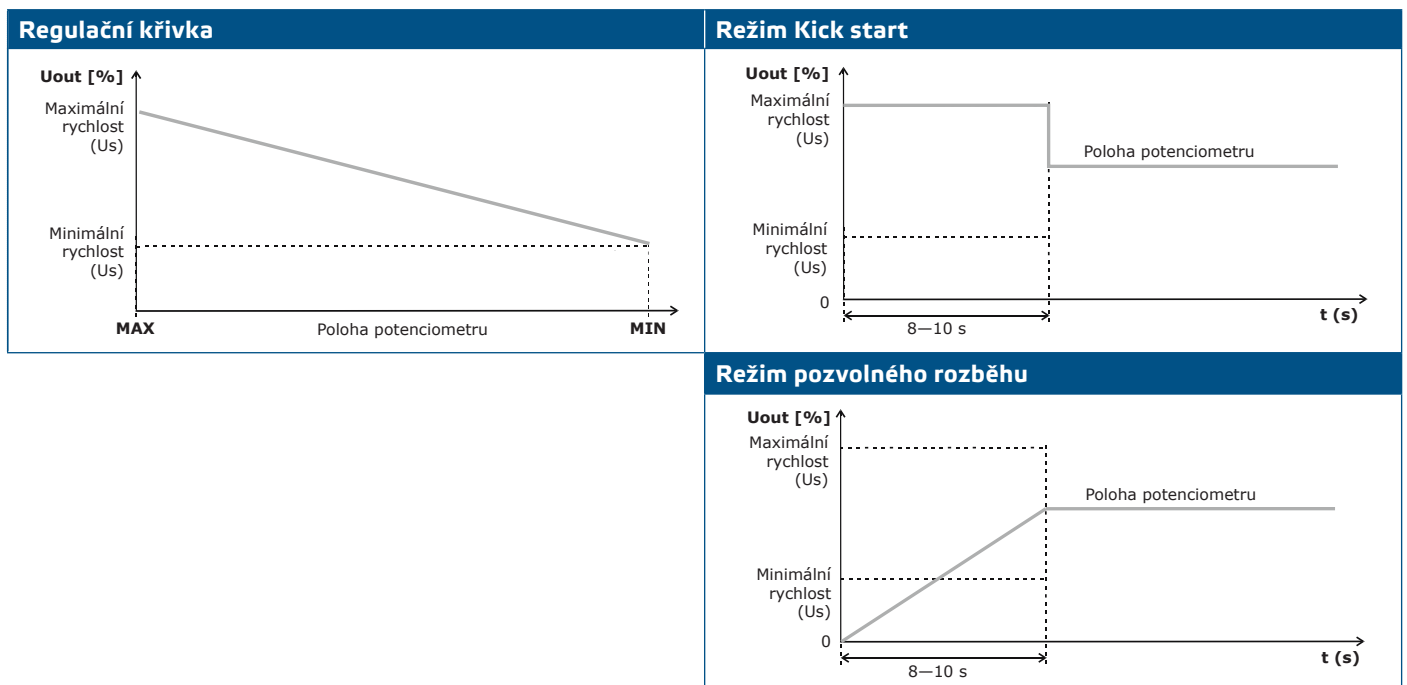 Regulační křivka
Uout [%]
Maximální
rychlost
(Us)
Minimální
rychlost
(Us)
MAX
Poloha potenciometru
MIN
Režim Kick start
Uout [%]
Maximální
rychlost
(Us)
Poloha potenciometru
Minimální
rychlost
(Us)
0
8—10 s
t (s)
Režim pozvolného rozběhu
Uout [%]
Maximální
rychlost
(Us)
Poloha potenciometru
Minimální
rychlost
(Us)
0
8—10 s
t (s)